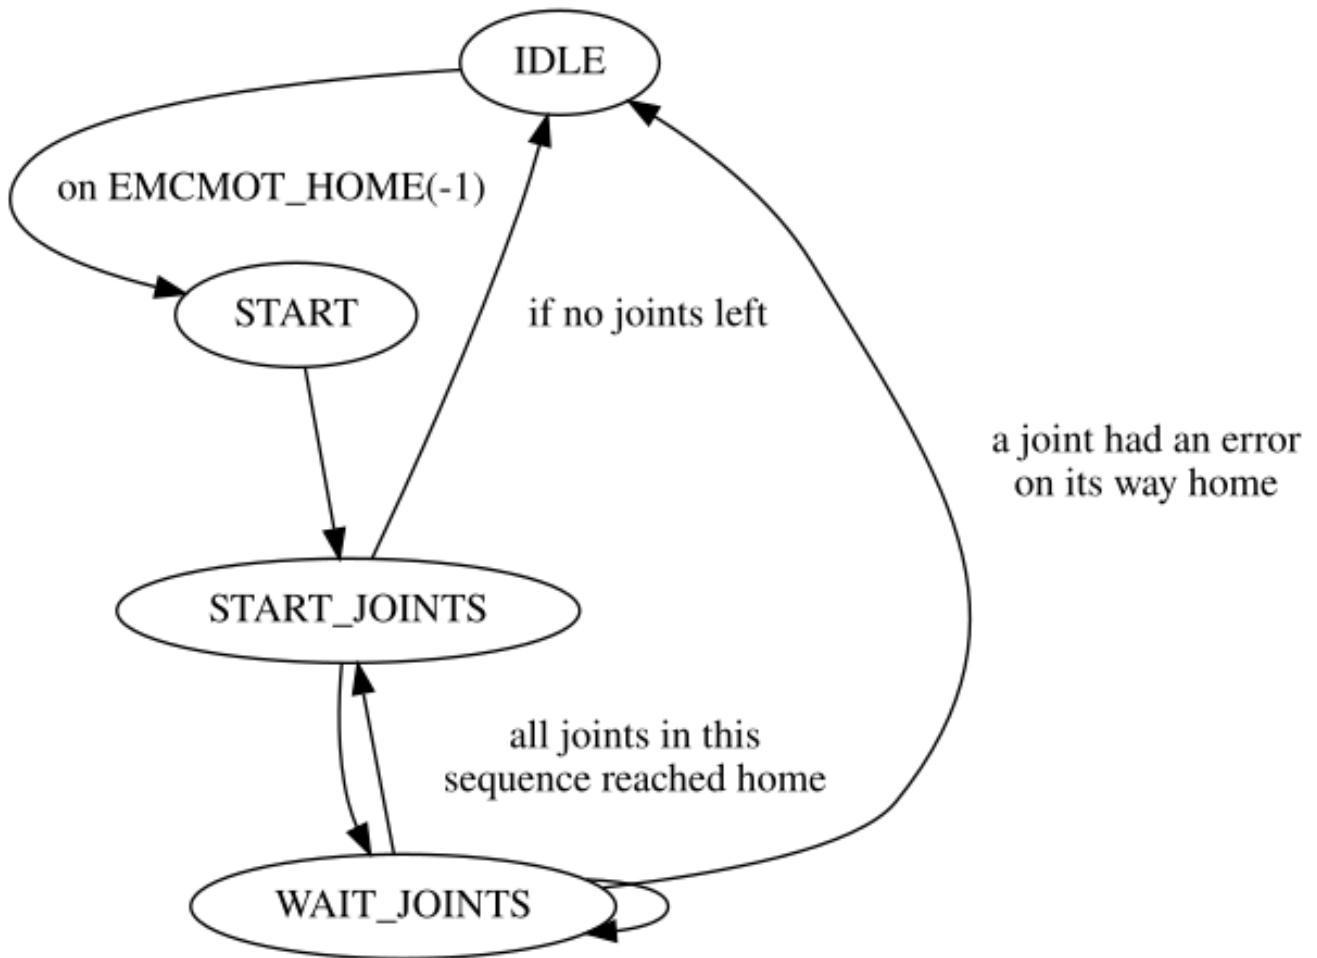 IDLE
on EMCMOT_HOME(-1)
START
if no joints left
a joint had an error
on its way home
START_JOINTS
all joints in this
sequence reached home
WAIT_JOINTS